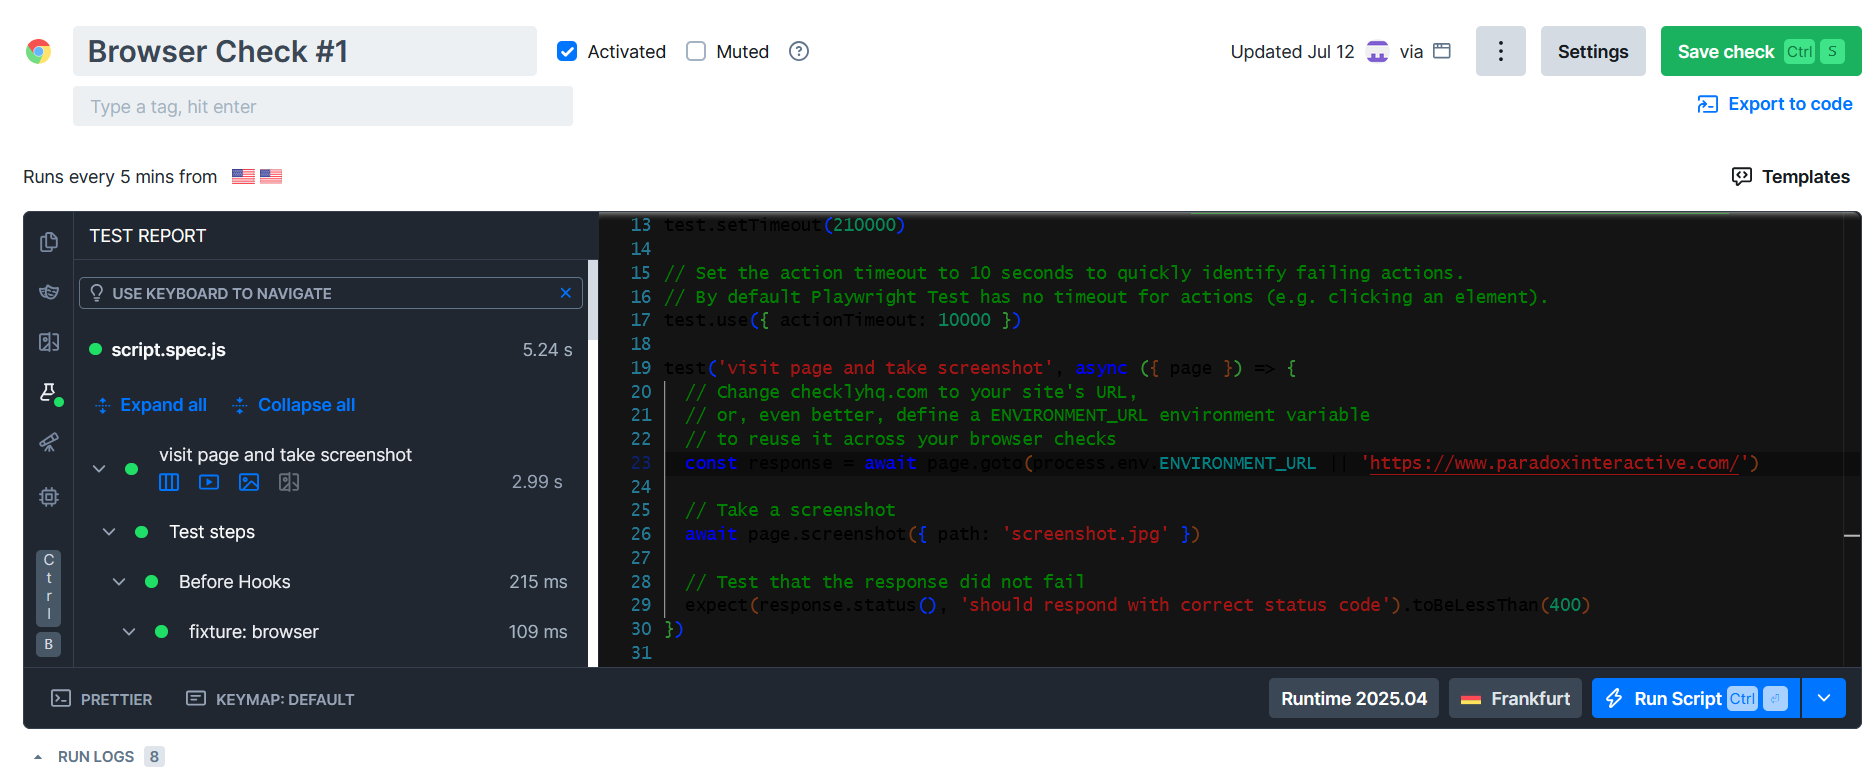 Browser Check #1
Activated
Muted
?
Updated Jul 12
via
Settings
Save check Ctrl S
Type a tag, hit enter
Export to code
Runs every 5 mins from
Templates
TEST REPORT
USE KEYBOARD TO NAVIGATE
script.spec.js
5.24 s
Expand all
Collapse all
visit page and take screenshot
2.99 s
Test steps
Before Hooks
215 ms
fixture: browser
109 ms
Ctrl
B
13 test.setTimeout(210000)
14
15 // Set the action timeout to 10 seconds to quickly identify failing actions.
16 // By default Playwright Test has no timeout for actions (e.g. clicking an element).
17 test.use({ actionTimeout: 10000 })
18
19 test('visit page and take screenshot', async ({ page }) => {
20 // Change checklyhq.com to your site's URL,
21 // or, even better, define a ENVIRONMENT_URL environment variable
22 // to reuse it across your browser checks
23 const response = await page.goto(process.env.ENVIRONMENT_URL || 'https://www.paradoxinteractive.com/')
24
25 // Take a screenshot
26 await page.screenshot({ path: 'screenshot.jpg' })
27
28 // Test that the response did not fail
29 expect(response.status(), 'should respond with correct status code').toBeLessThan(400)
30 })
31
PRETTIER
KEYMAP: DEFAULT
Runtime 2025.04
Frankfurt
Run Script Ctrl ⏎
RUN LOGS 8